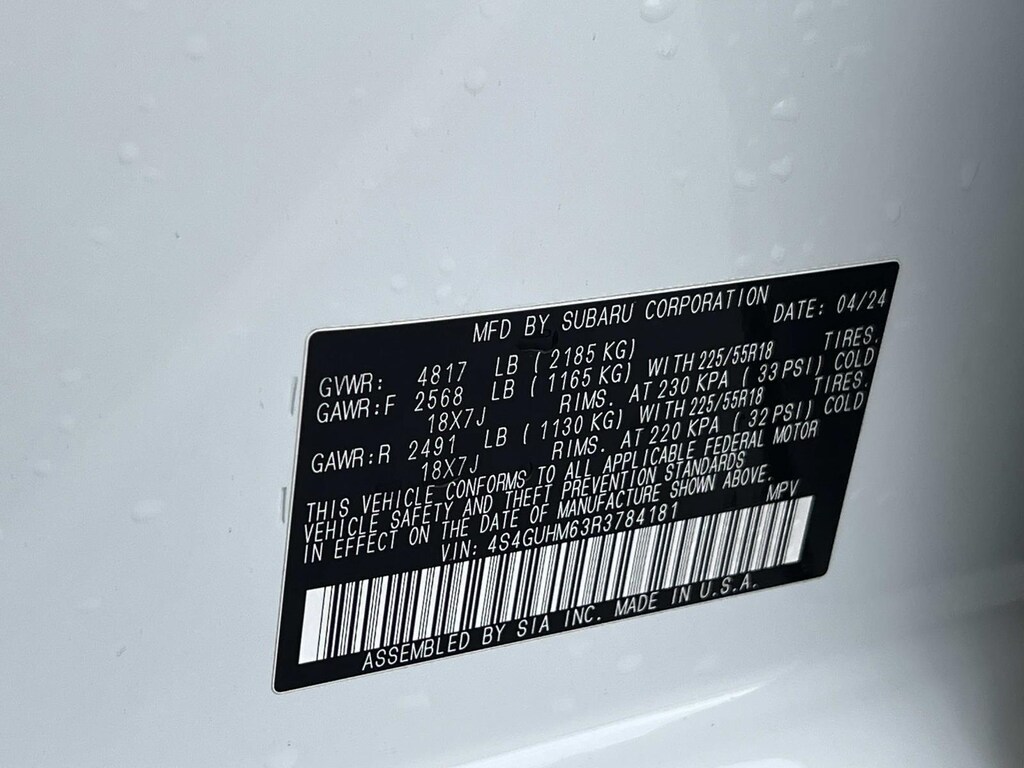 MFD BY SUBARU CORPORATION DATE: 04/24
GVWR: 4817 LB ( 2185 KG)
GAWR:F 2568 LB ( 1165 KG) WITH 225/55R18 TIRES.
18X7J RIMS. AT 230 KPA ( 33 PSI) COLD
GAWR:R 2491 LB ( 1130 KG) WITH 225/55R18 TIRES.
18X7J RIMS. AT 220 KPA ( 32 PSI) COLD
THIS VEHICLE CONFORMS TO ALL APPLICABLE FEDERAL MOTOR
VEHICLE SAFETY AND THEFT PREVENTION STANDARDS
IN EFFECT ON THE DATE OF MANUFACTURE SHOWN ABOVE.
VIN: 4S4GUHM63R3784181 MPV
ASSEMBLED BY SIA INC. MADE IN U.S.A.